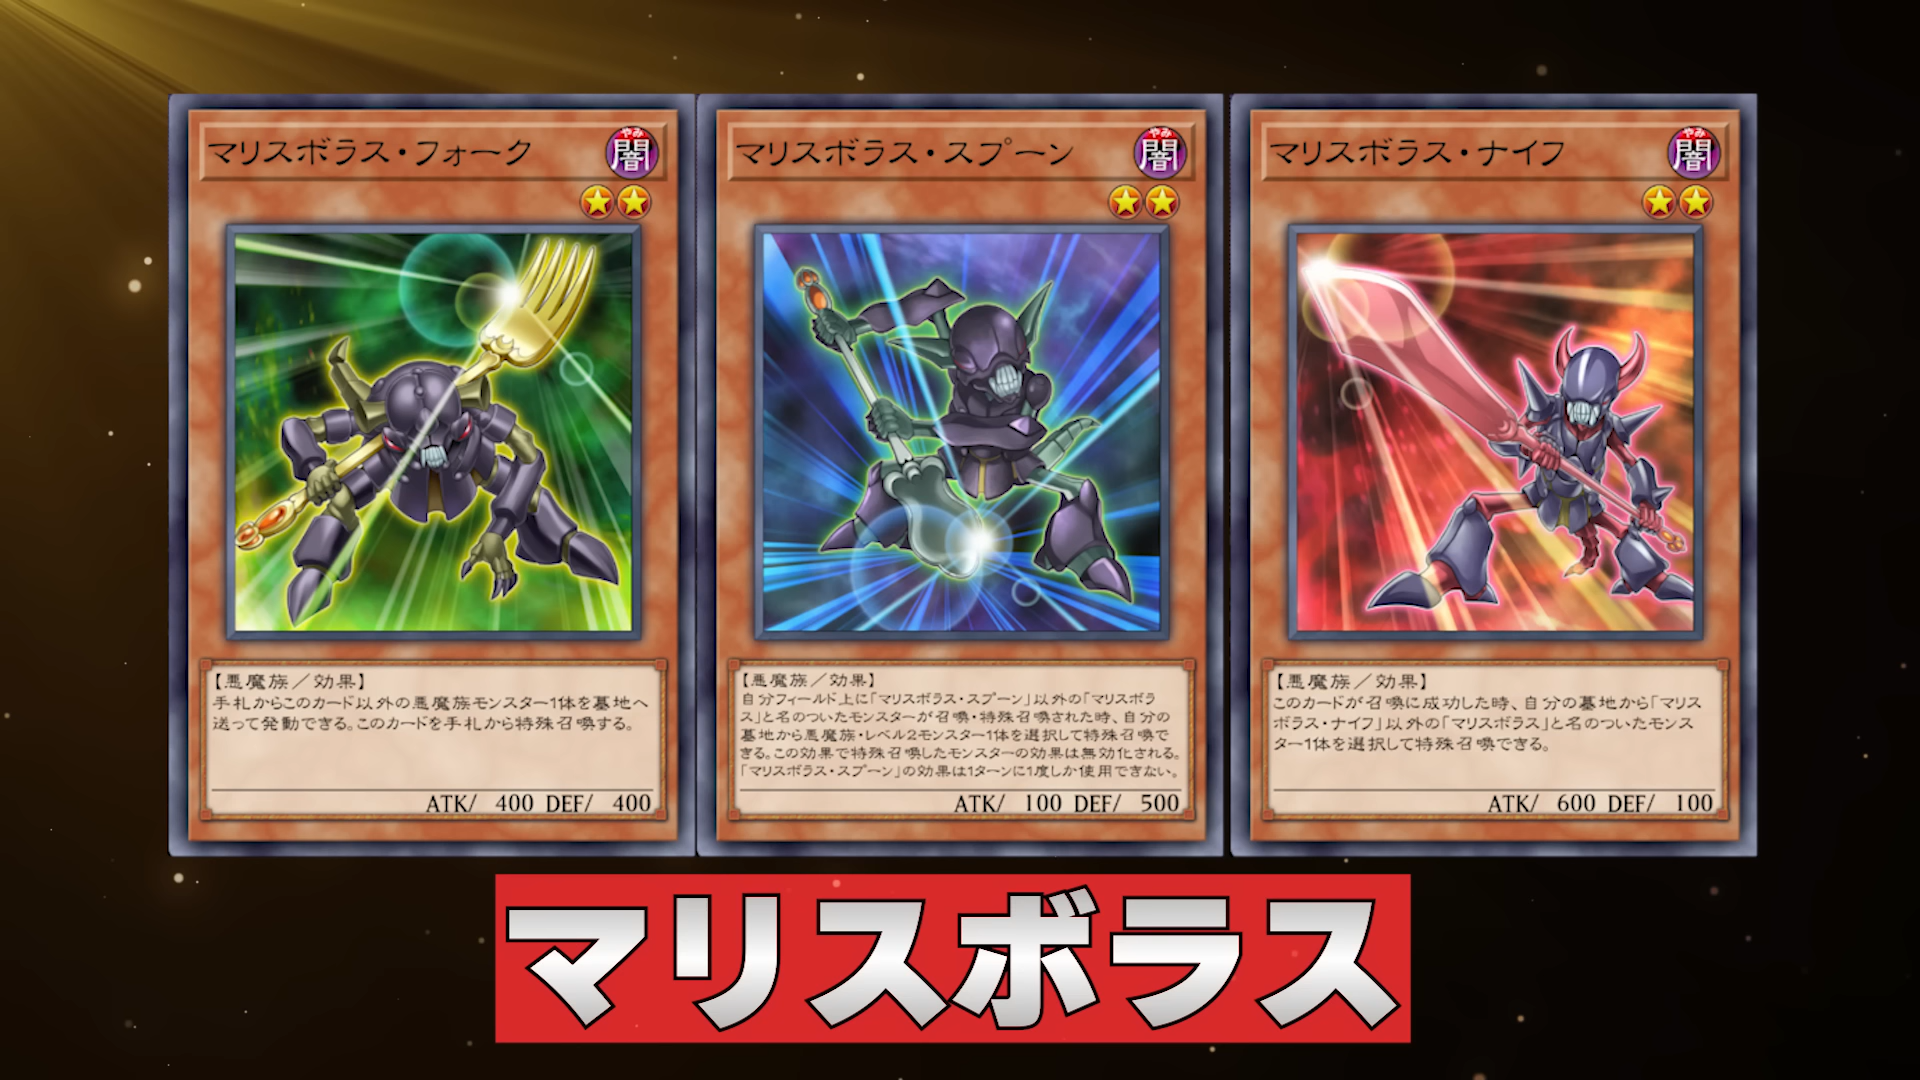 マリスボラス・フォーク
やみ
闇
【悪魔族／効果】
手札からこのカード以外の悪魔族モンスター1体を墓地へ
送って発動できる。このカードを手札から特殊召喚する。
ATK/ 400 DEF/ 400
マリスボラス・スプーン
やみ
闇
【悪魔族／効果】
自分フィールド上に「マリスボラス・スプーン」以外の「マリスボラ
ス」と名のついたモンスターが召喚・特殊召喚された時、自分の
墓地から悪魔族・レベル2モンスター1体を選択して特殊召喚で
きる。この効果で特殊召喚したモンスターの効果は無効化される。
「マリスボラス・スプーン」の効果は1ターンに1度しか使用できない。
ATK/ 100 DEF/ 500
マリスボラス・ナイフ
やみ
闇
【悪魔族／効果】
このカードが召喚に成功した時、自分の墓地から「マリス
ボラス・ナイフ」以外の「マリスボラス」と名のついたモンス
ター1体を選択して特殊召喚できる。
ATK/ 600 DEF/ 100
マリスボラス